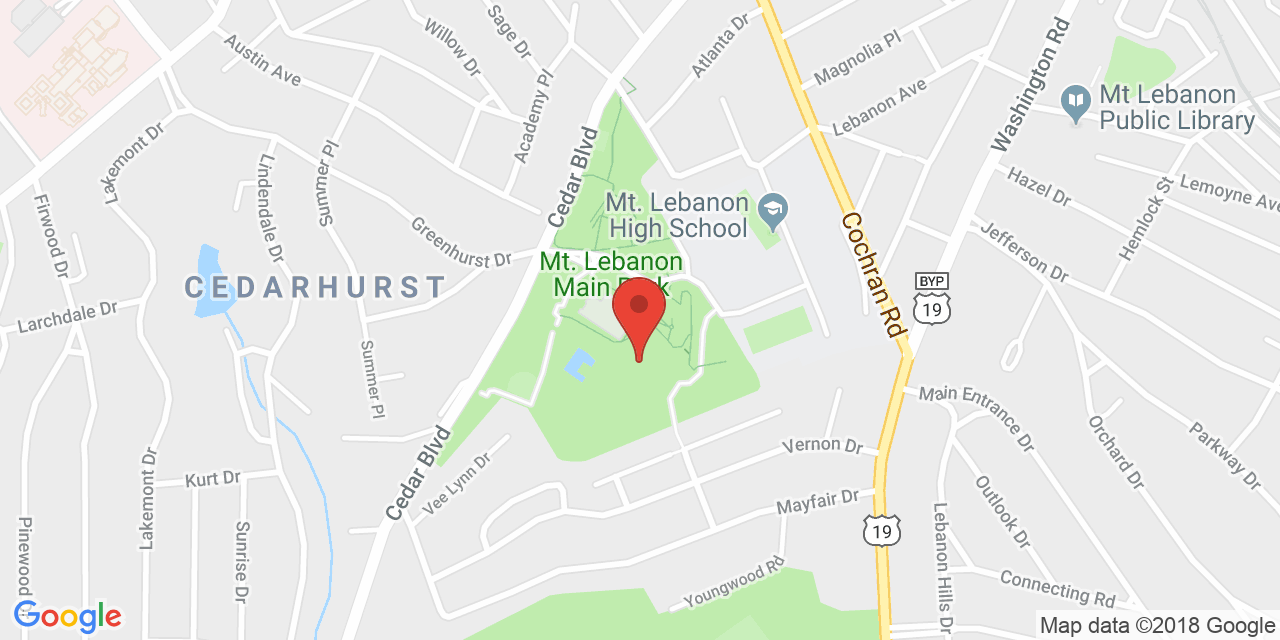 Sage Dr
Willow Dr
Austin Ave
Academy Pl
Atlanta Dr
Magnolia Pl
Lebanon Ave
Washington Rd
Mt Lebanon
Public Library
Lakemont Dr
Lindendale Dr
Summer Pl
Cedar Blvd
Firwood Dr
Greenhurst Dr
Mt. Lebanon
High School
Cochran Rd
Hazel Dr
Hemlock St
Lemoyne Ave
Jefferson Dr
Mt. Lebanon
Main Park
CEDARHURST
BYP
19
Larchdale Dr
Summer Pl
Main Entrance Dr
Orchard Dr
Parkway Dr
Cedar Blvd
Vee Lynn Dr
Vernon Dr
Mayfair Dr
Kurt Dr
Lakemont Dr
Sunrise Dr
Pinewood
19
Outlook Dr
Lebanon Hills Dr
Connecting Rd
Youngwood Rd
Google
Map data ©2018 Google